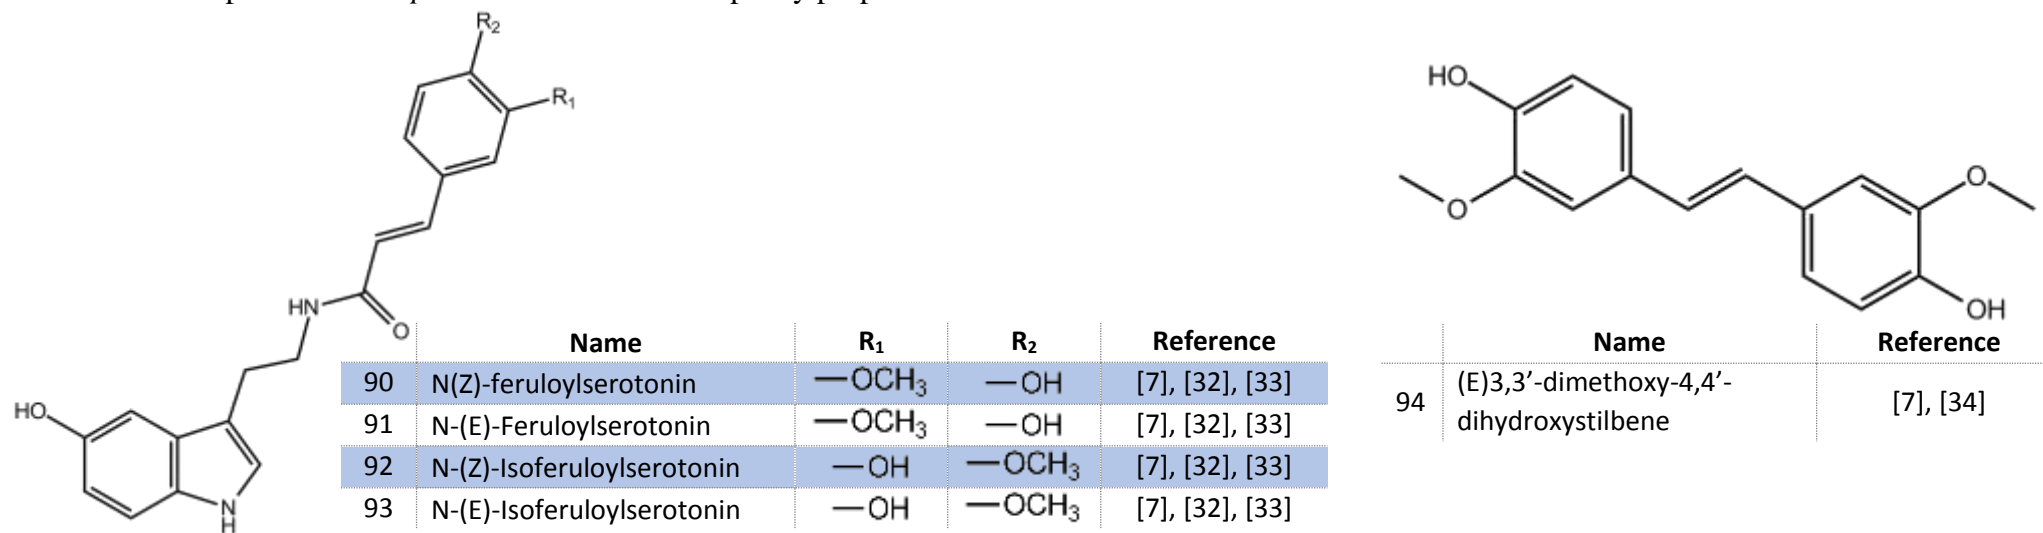 R₂
R₁
HN
O
HO
N
H
Name R₁ R₂ Reference
90 N(Z)-feruloylserotonin —OCH₃ —OH [7], [32], [33]
91 N-(E)-Feruloylserotonin —OCH₃ —OH [7], [32], [33]
92 N-(Z)-Isoferuloylserotonin —OH —OCH₃ [7], [32], [33]
93 N-(E)-Isoferuloylserotonin —OH —OCH₃ [7], [32], [33]
HO
O
O
OH
Name Reference
94 (E)3,3’-dimethoxy-4,4’-
dihydroxystilbene [7], [34]